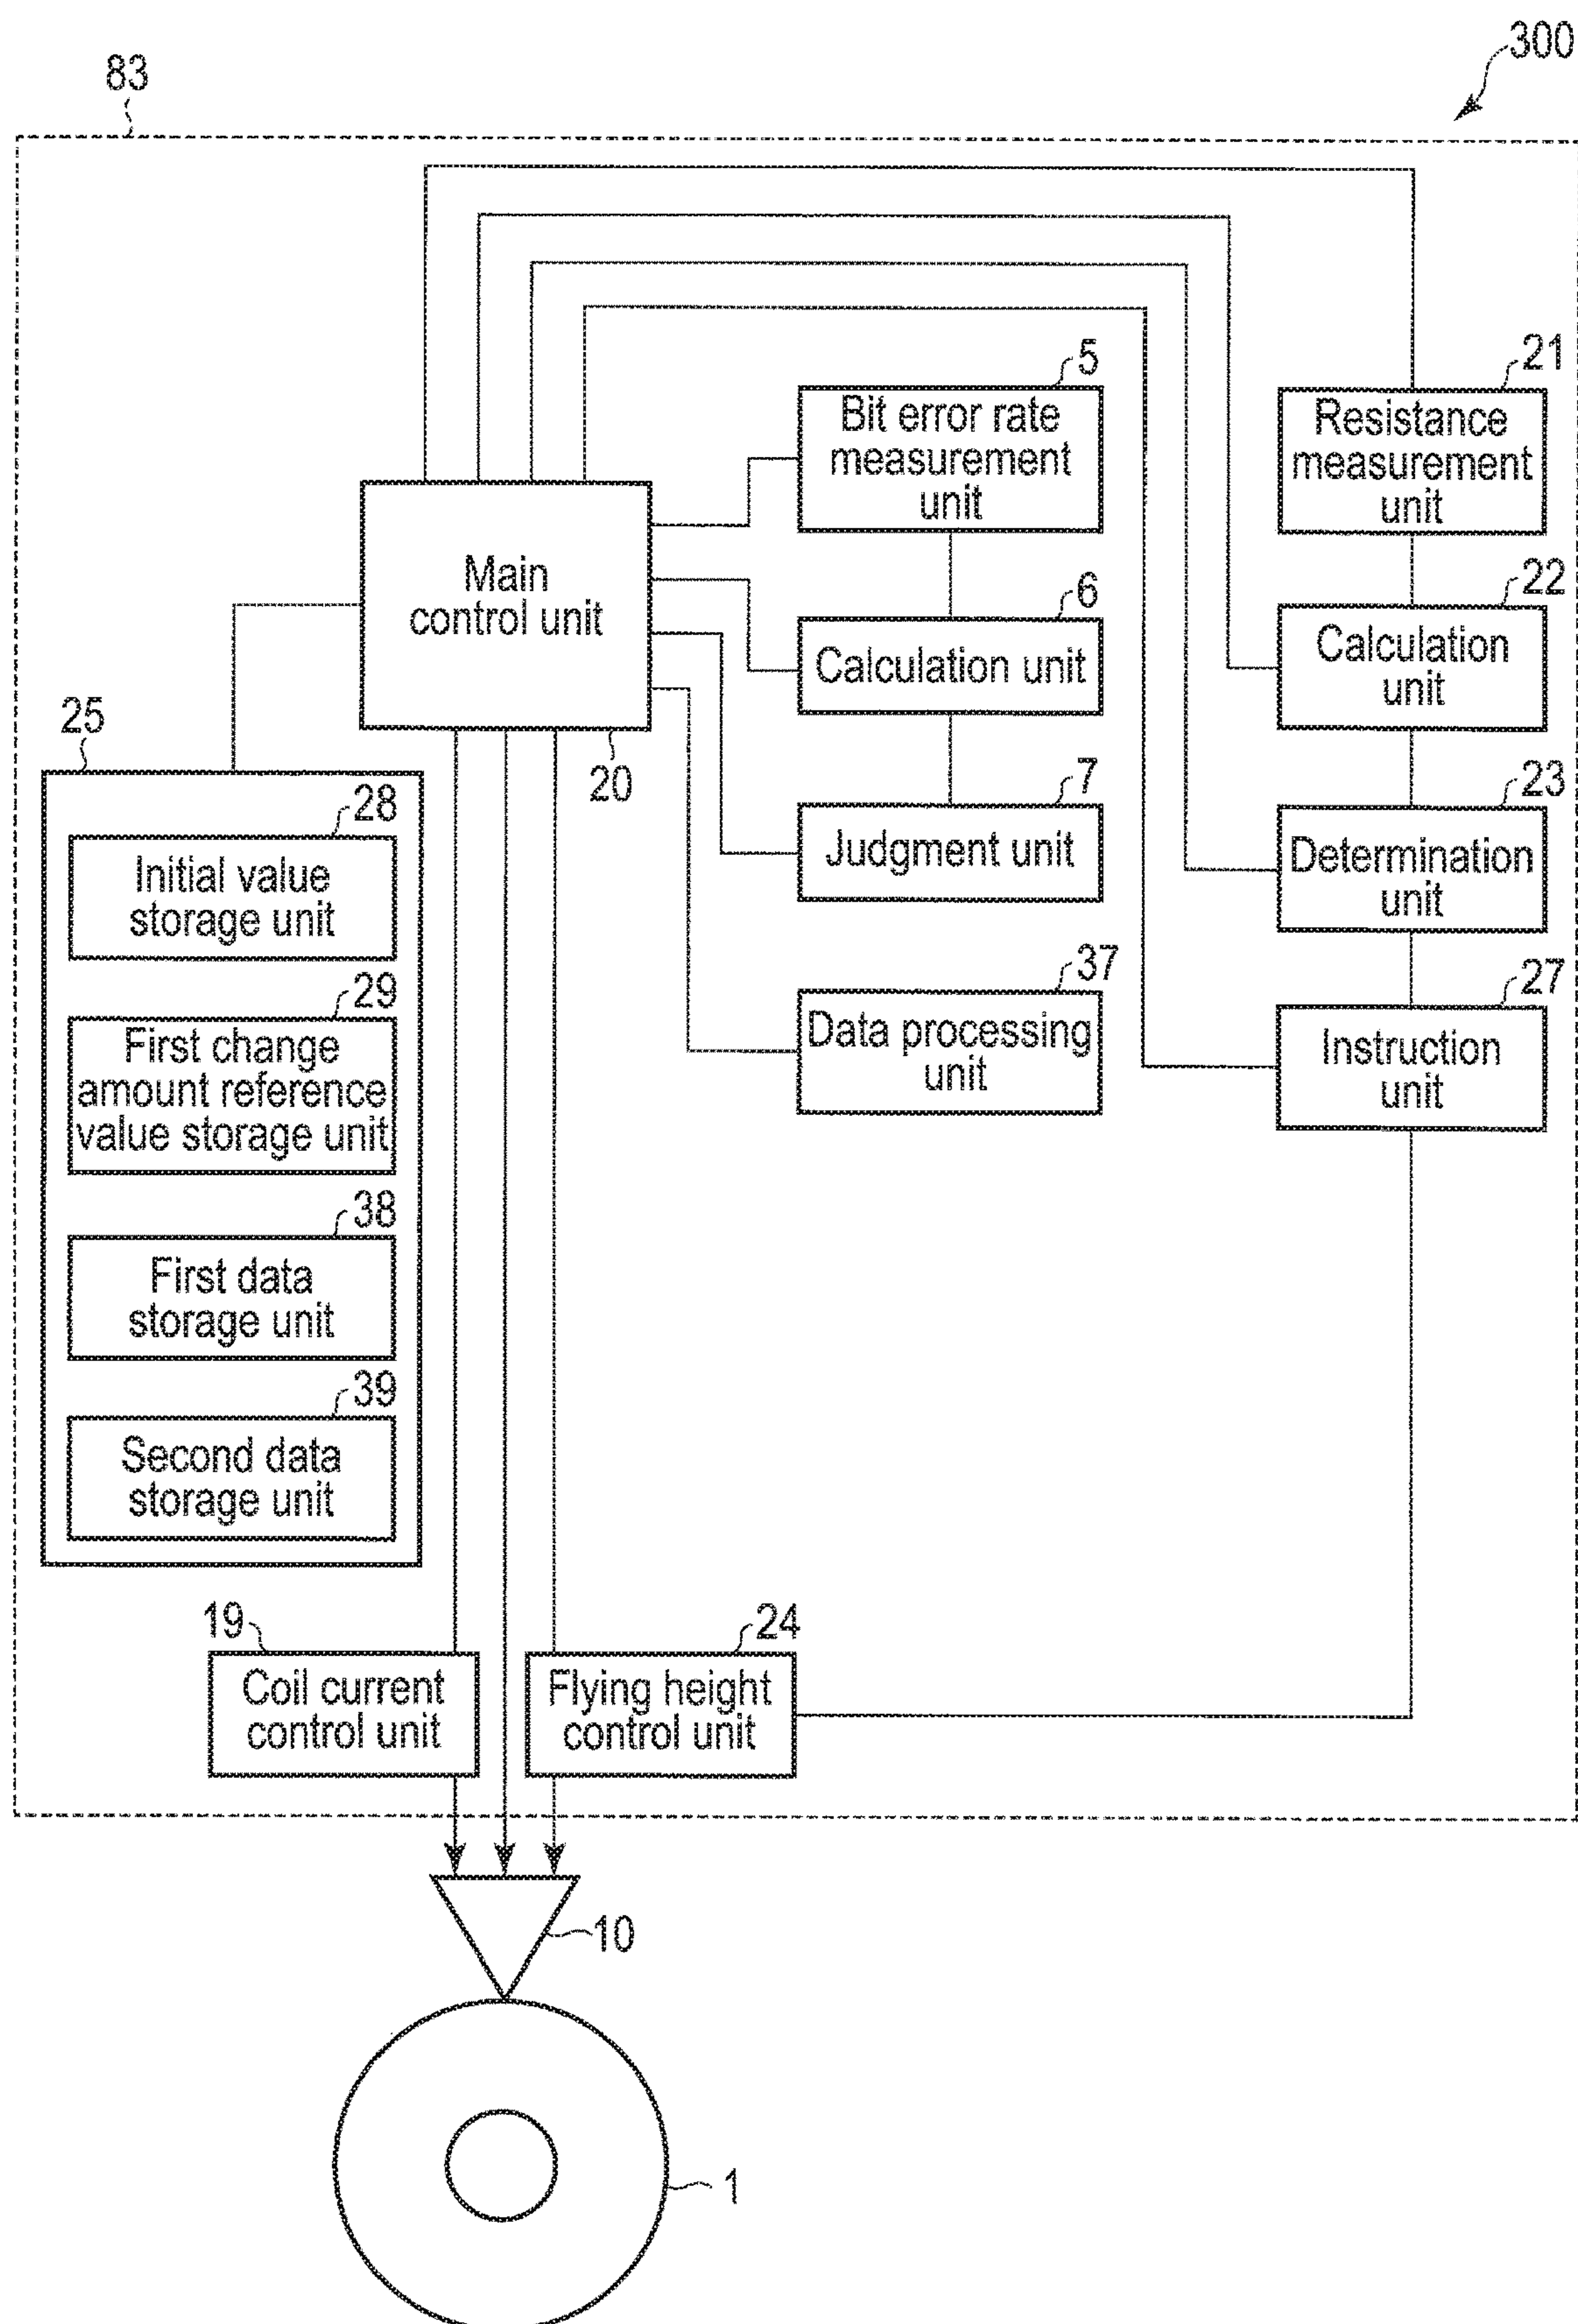 300
83
5
Bit error rate
measurement
unit
21
Resistance
measurement
unit
Main
control unit
20
6
Calculation unit
22
Calculation
unit
25
28
Initial value
storage unit
7
Judgment unit
23
Determination
unit
29
First change
amount reference
value storage unit
37
Data processing
unit
27
Instruction
unit
38
First data
storage unit
39
Second data
storage unit
19
Coil current
control unit
24
Flying height
control unit
10
1